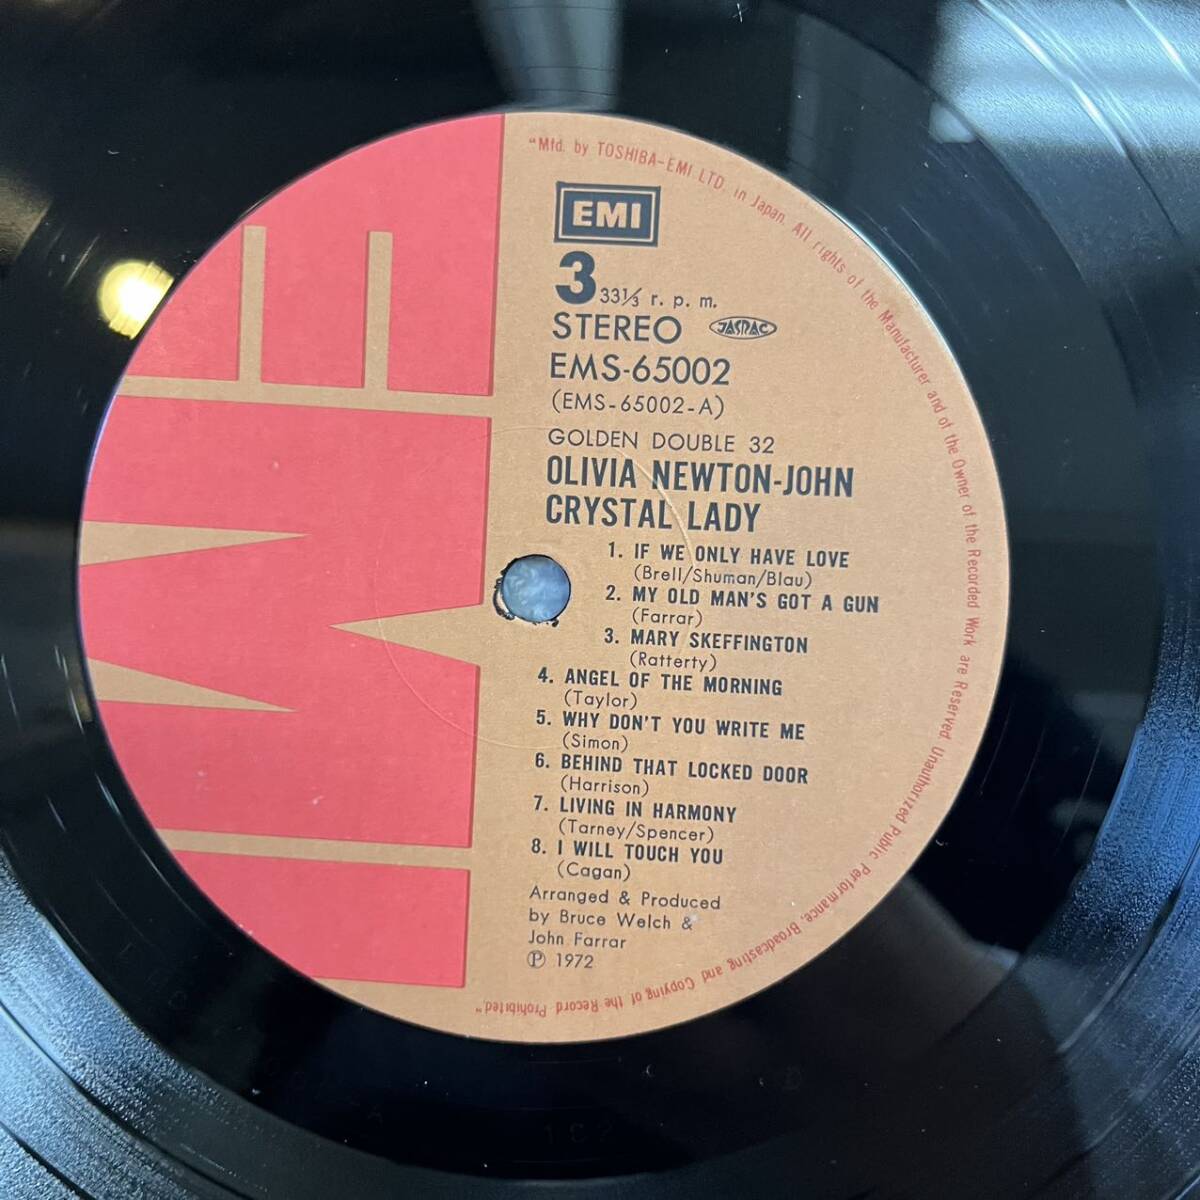 "Mfd. by TOSHIBA-EMI LTD. in Japan. All rights of the Manufacturer and of the Owner of the Recorded Work are Reserved. Unauthorized Public Performance, Broadcasting and Copying of the Record Prohibited."
EMI
3 33⅓ r. p. m.
STEREO JASRAC
EMS-65002
(EMS-65002-A)
GOLDEN DOUBLE 32
OLIVIA NEWTON-JOHN
CRYSTAL LADY
1. IF WE ONLY HAVE LOVE
(Brell/Shuman/Blau)
2. MY OLD MAN'S GOT A GUN
(Farrar)
3. MARY SKEFFINGTON
(Ratterty)
4. ANGEL OF THE MORNING
(Taylor)
5. WHY DON'T YOU WRITE ME
(Simon)
6. BEHIND THAT LOCKED DOOR
(Harrison)
7. LIVING IN HARMONY
(Tarney/Spencer)
8. I WILL TOUCH YOU
(Cagan)
Arranged & Produced
by Bruce Welch &
John Farrar
Ⓟ 1972
EMI